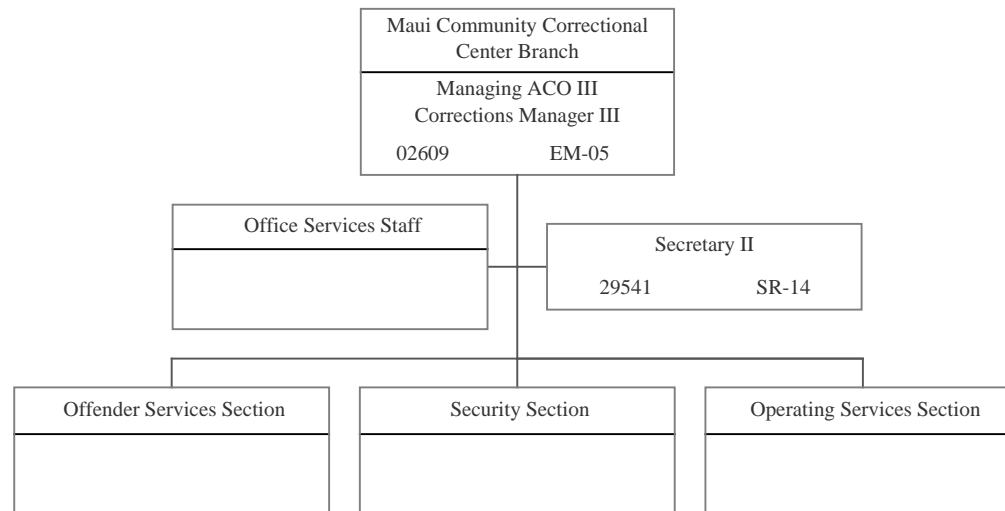 Maui Community Correctional
Center Branch
Managing ACO III
Corrections Manager III
02609 EM-05
Office Services Staff
Secretary II
29541 SR-14
Offender Services Section
Security Section
Operating Services Section